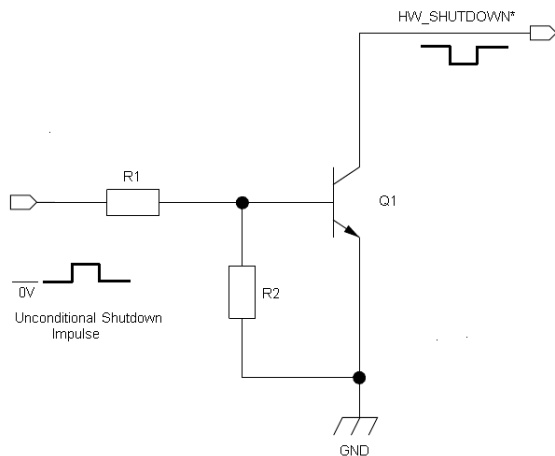 HW_SHUTDOWN*
R1
Q1
R2
0V
Unconditional Shutdown
Impulse
GND